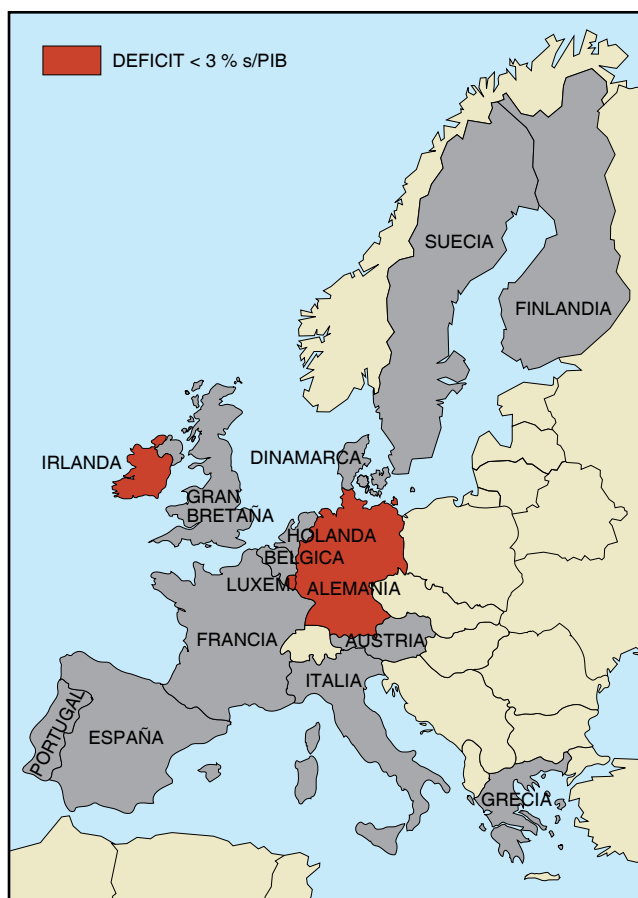 DEFICIT < 3 % s/PIB
SUECIA
FINLANDIA
IRLANDA
DINAMARCA
GRAN
BRETAÑA
HOLANDA
BELGICA
LUXEM.
ALEMANIA
FRANCIA
AUSTRIA
ITALIA
PORTUGAL
ESPAÑA
GRECIA